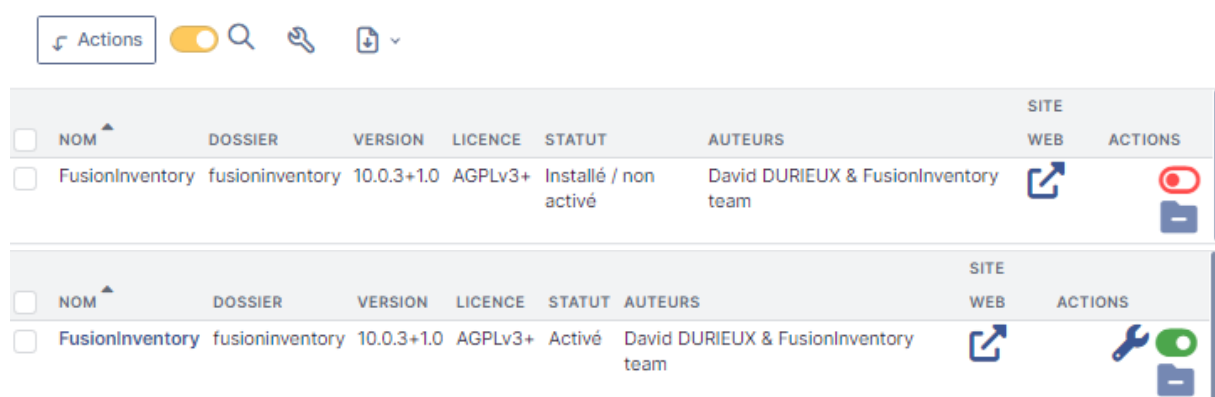 Actions
SITE
NOM DOSSIER VERSION LICENCE STATUT AUTEURS WEB ACTIONS
FusionInventory fusioninventory 10.0.3+1.0 AGPLv3+ Installé / non David DURIEUX & FusionInventory
activé team
SITE
NOM DOSSIER VERSION LICENCE STATUT AUTEURS WEB ACTIONS
FusionInventory fusioninventory 10.0.3+1.0 AGPLv3+ Activé David DURIEUX & FusionInventory
team